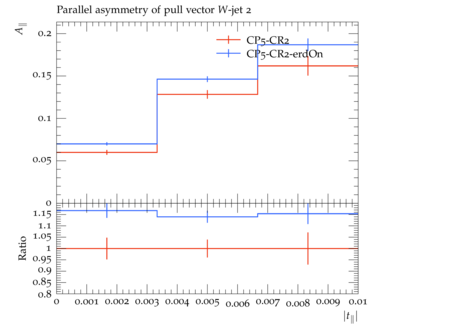 Parallel asymmetry of pull vector W-jet 2
A∥
0.2
0.15
0.1
0.05
0
CP5-CR2
CP5-CR2-erdOn
Ratio
1.15
1.1
1.05
1
0.95
0.9
0.85
0.8
0 0.001 0.002 0.003 0.004 0.005 0.006 0.007 0.008 0.009 0.01
|t∥|